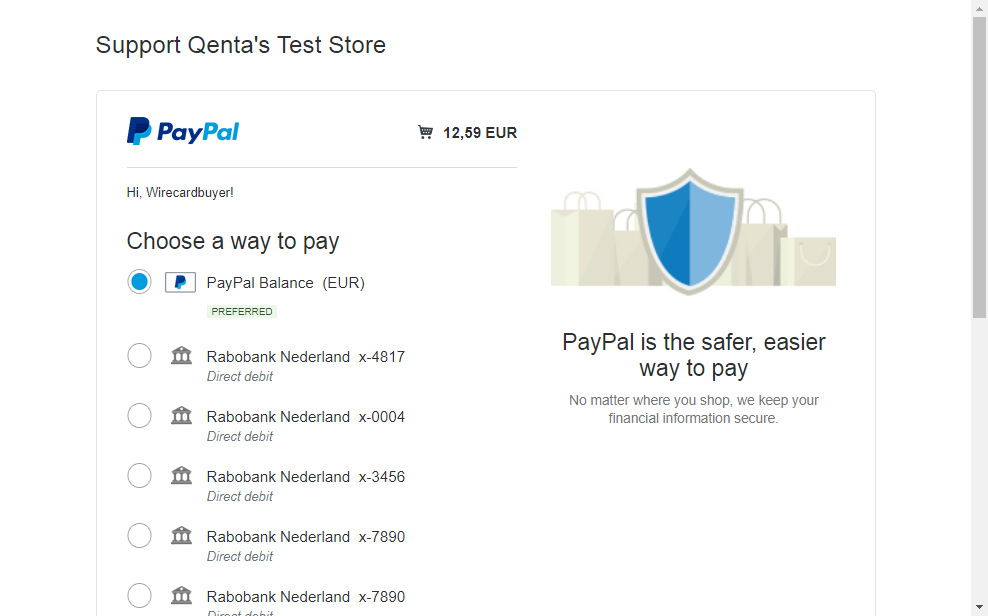 Support Qenta's Test Store
PayPal
12,59 EUR
Hi, Wirecardbuyer!
Choose a way to pay
PayPal Balance (EUR)
PREFERRED
Rabobank Nederland x-4817
Direct debit
Rabobank Nederland x-0004
Direct debit
Rabobank Nederland x-3456
Direct debit
Rabobank Nederland x-7890
Direct debit
Rabobank Nederland x-7890
Direct debit
PayPal is the safer, easier
way to pay
No matter where you shop, we keep your
financial information secure.